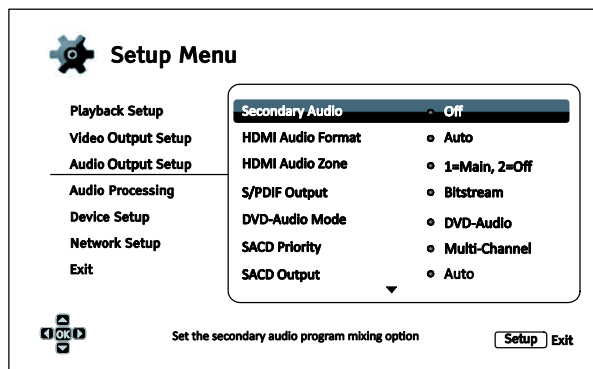 Setup Menu
Playback Setup
Video Output Setup
Audio Output Setup
Audio Processing
Device Setup
Network Setup
Exit
Secondary Audio Off
HDMI Audio Format Auto
HDMI Audio Zone 1=Main, 2=Off
S/PDIF Output Bitstream
DVD-Audio Mode DVD-Audio
SACD Priority Multi-Channel
SACD Output Auto
OK
Set the secondary audio program mixing option
Setup Exit